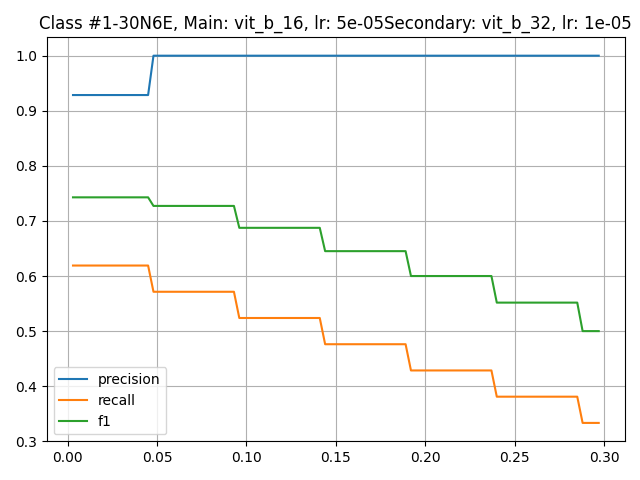 Class #1-30N6E, Main: vit_b_16, lr: 5e-05Secondary: vit_b_32, lr: 1e-05
1.0
0.9
0.8
0.7
0.6
0.5
0.4
0.3
precision
recall
f1
0.00 0.05 0.10 0.15 0.20 0.25 0.30